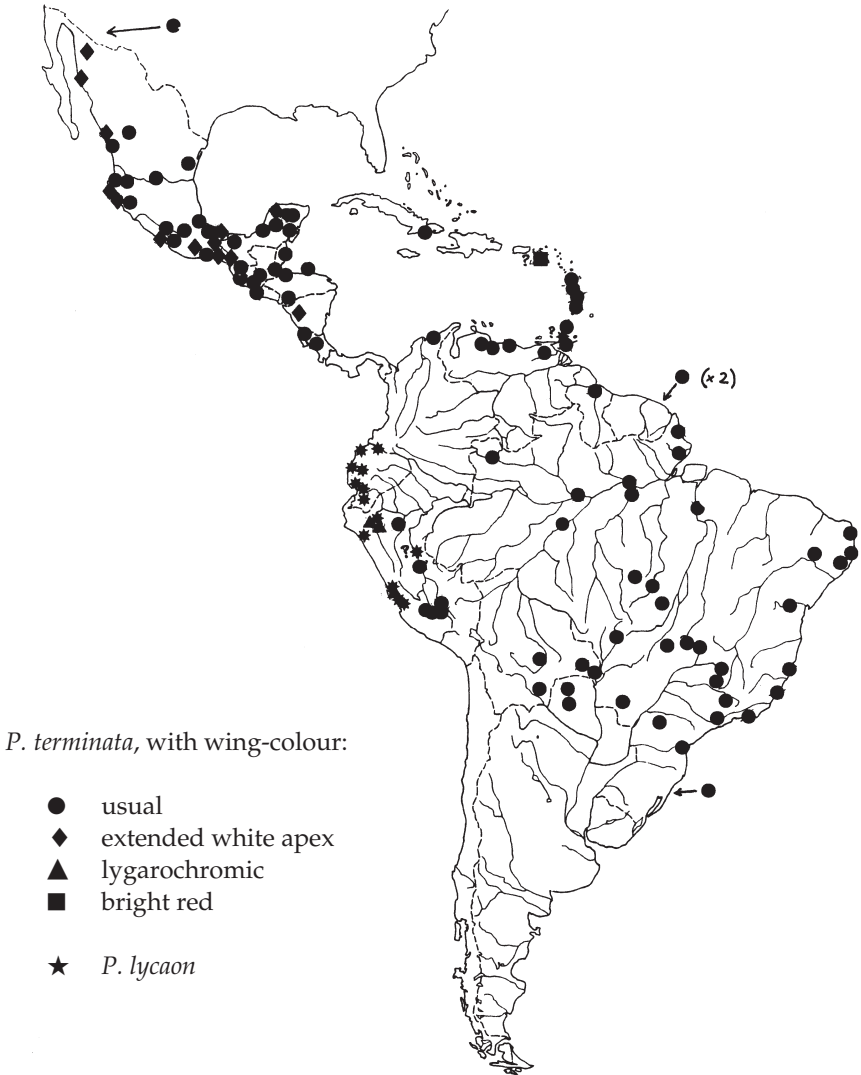 (×2)
?
?
?
P. terminata, with wing-colour:
usual
extended white apex
lygarochromic
bright red
P. lycaon